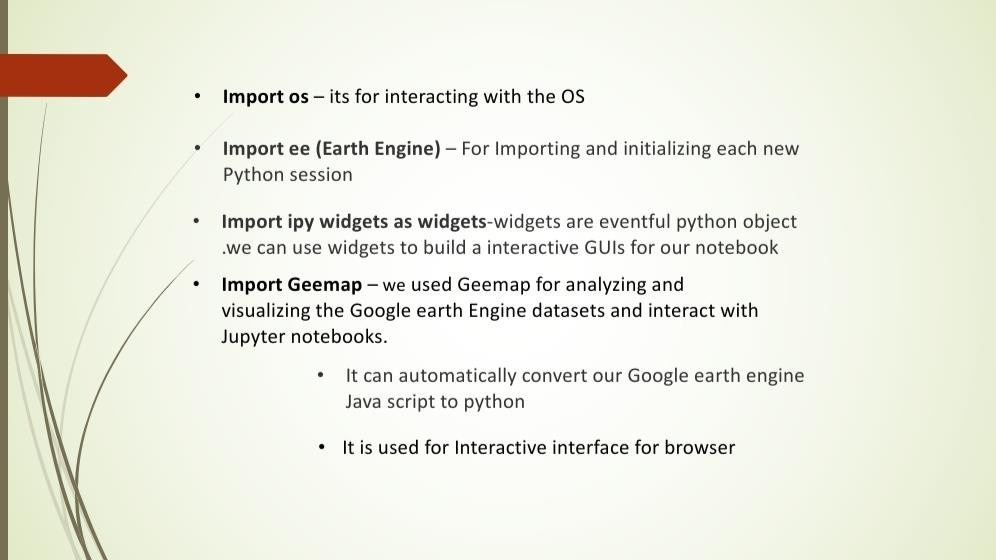 • Import os – its for interacting with the OS
• Import ee (Earth Engine) – For Importing and initializing each new
Python session
• Import ipy widgets as widgets-widgets are eventful python object
.we can use widgets to build a interactive GUIs for our notebook
• Import Geemap – we used Geemap for analyzing and
visualizing the Google earth Engine datasets and interact with
Jupyter notebooks.
• It can automatically convert our Google earth engine
Java script to python
• It is used for Interactive interface for browser